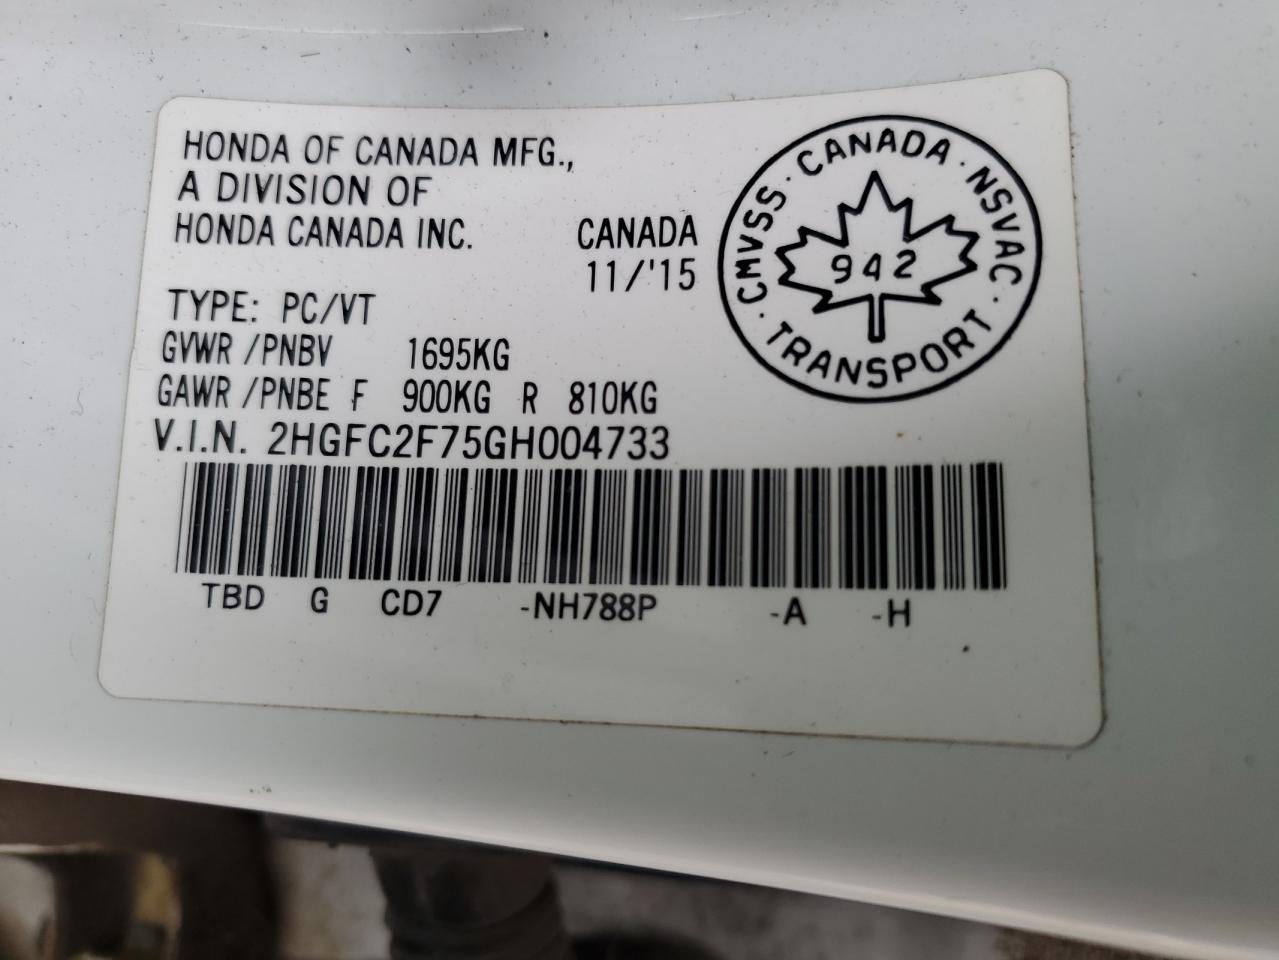 HONDA OF CANADA MFG.,
A DIVISION OF
HONDA CANADA INC.
CANADA
11/'15
CMVSS · CANADA · NSVAC · TRANSPORT ·
942
TYPE: PC/VT
GVWR /PNBV 1695KG
GAWR /PNBE F 900KG R 810KG
V.I.N. 2HGFC2F75GH004733
TBD G CD7 -NH788P -A -H